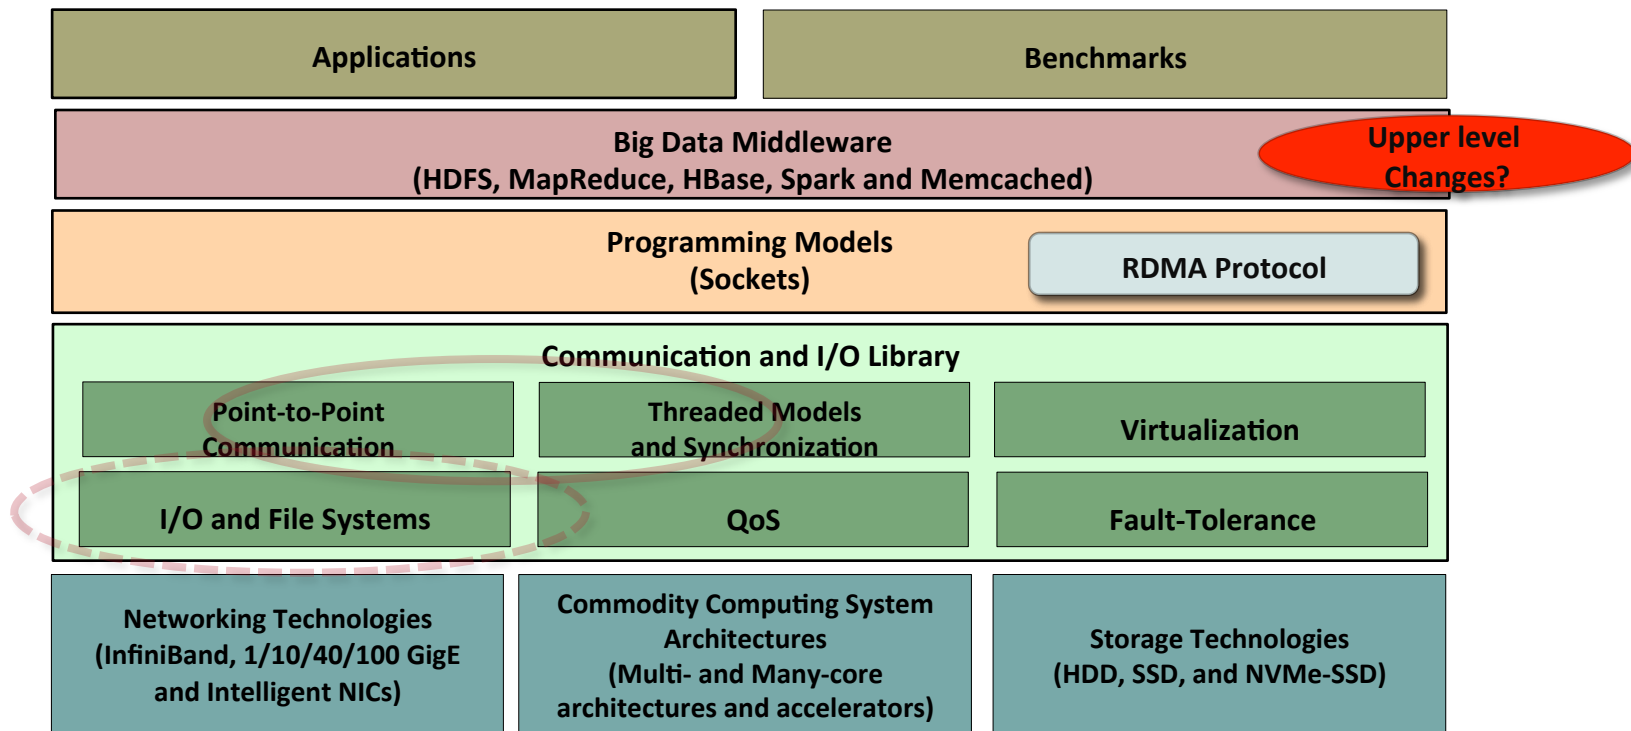 Applications
Benchmarks
Big Data Middleware
(HDFS, MapReduce, HBase, Spark and Memcached)
Upper level
Changes?
Programming Models
(Sockets)
RDMA Protocol
Communication and I/O Library
Point-to-Point
Communication
Threaded Models
and Synchronization
Virtualization
I/O and File Systems
QoS
Fault-Tolerance
Networking Technologies
(InfiniBand, 1/10/40/100 GigE
and Intelligent NICs)
Commodity Computing System
Architectures
(Multi- and Many-core
architectures and accelerators)
Storage Technologies
(HDD, SSD, and NVMe-SSD)